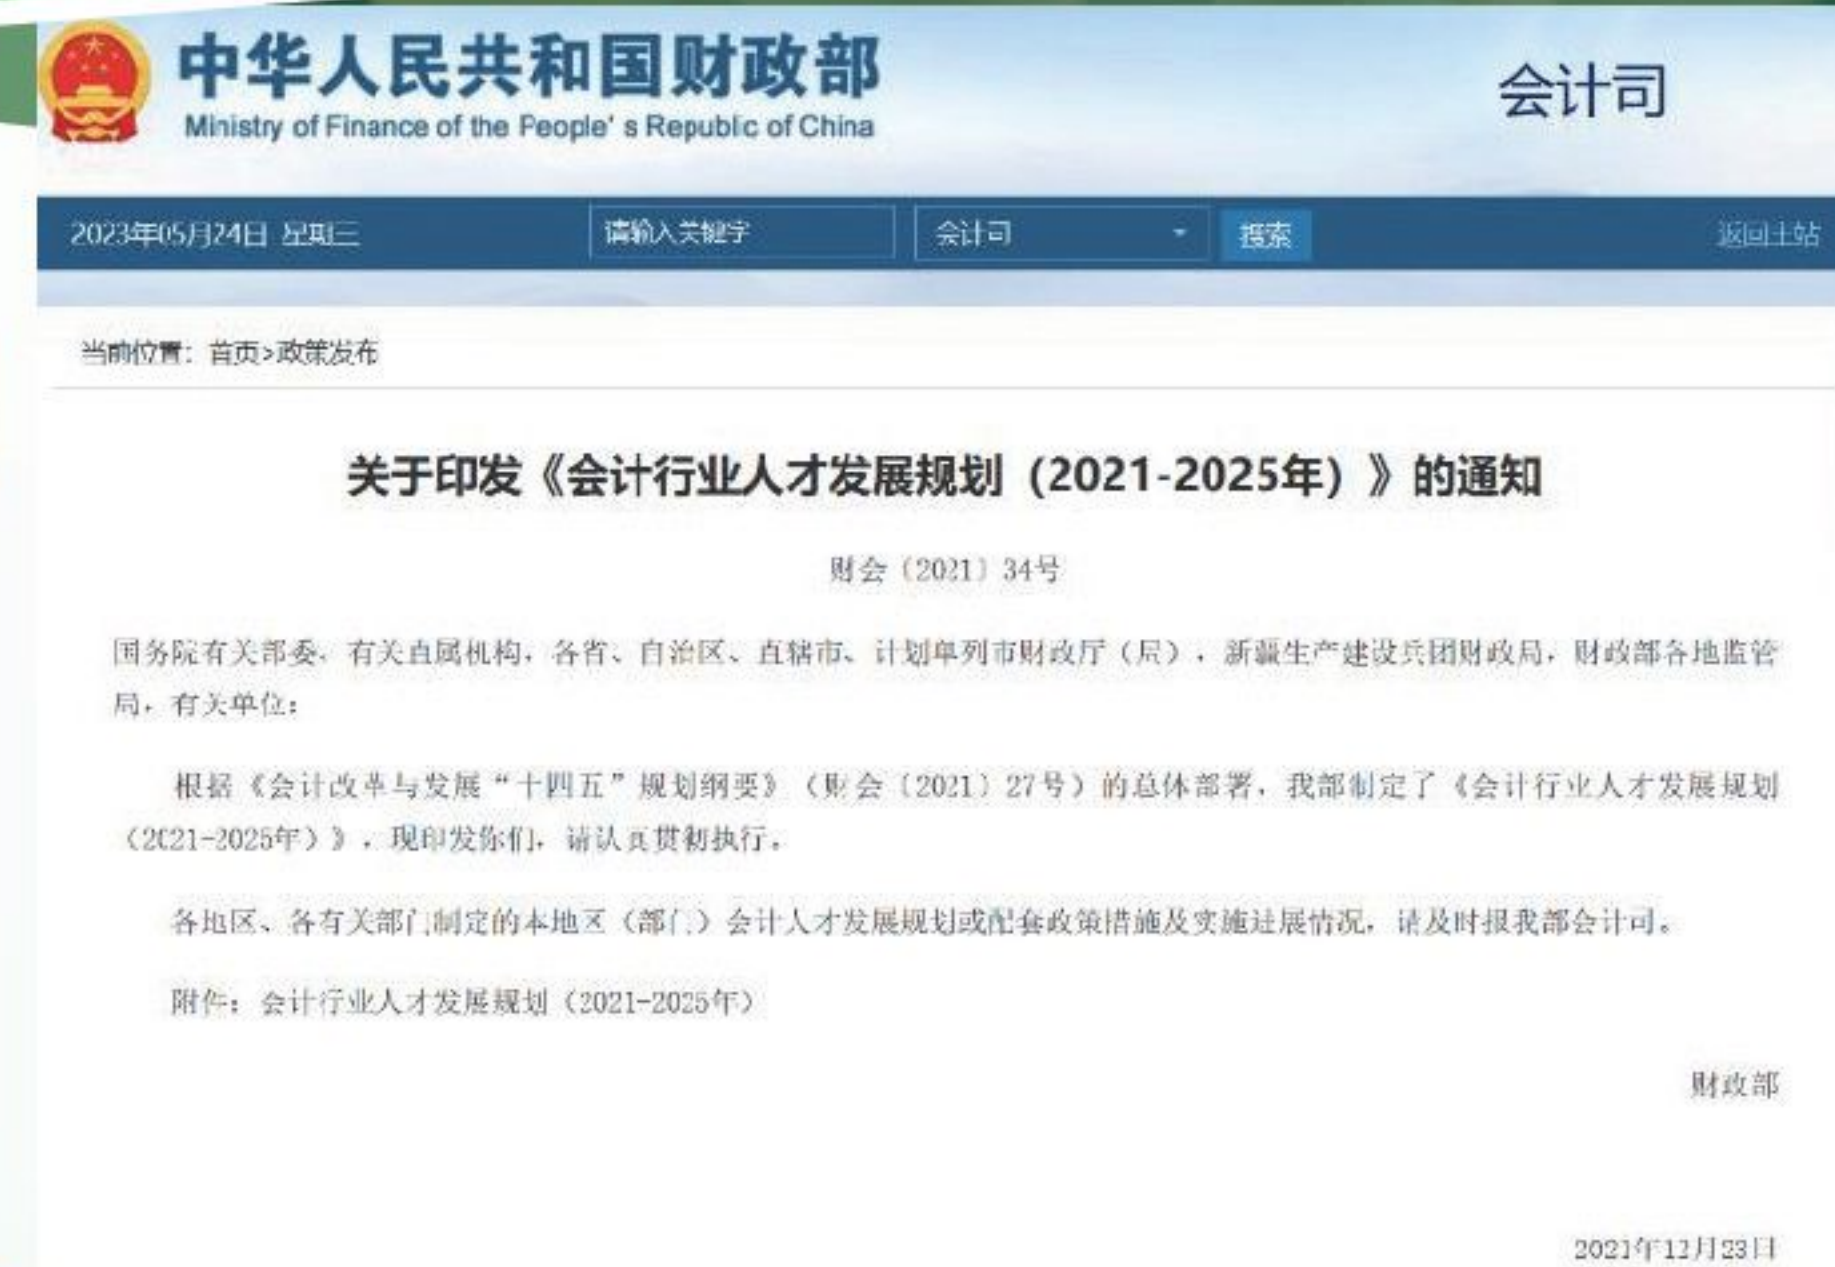 中华人民共和国财政部
Ministry of Finance of the People's Republic of China
会计司
2023年05月24日 星期三
请输入关键字
会计司
搜索
返回主站
当前位置：首页>政策发布
关于印发《会计行业人才发展规划（2021-2025年）》的通知
财会〔2021〕34号
国务院有关部委、有关直属机构，各省、自治区、直辖市、计划单列市财政厅（局），新疆生产建设兵团财政局，财政部各地监管
局，有关单位：
根据《会计改革与发展“十四五”规划纲要》（财会〔2021〕27号）的总体部署，我部制定了《会计行业人才发展规划
（2021-2025年）》，现印发你们，请认真贯彻执行。
各地区、各有关部门制定的本地区（部门）会计人才发展规划或配套政策措施及实施进展情况，请及时报我部会计司。
附件：会计行业人才发展规划（2021-2025年）
财政部
2021年12月23日